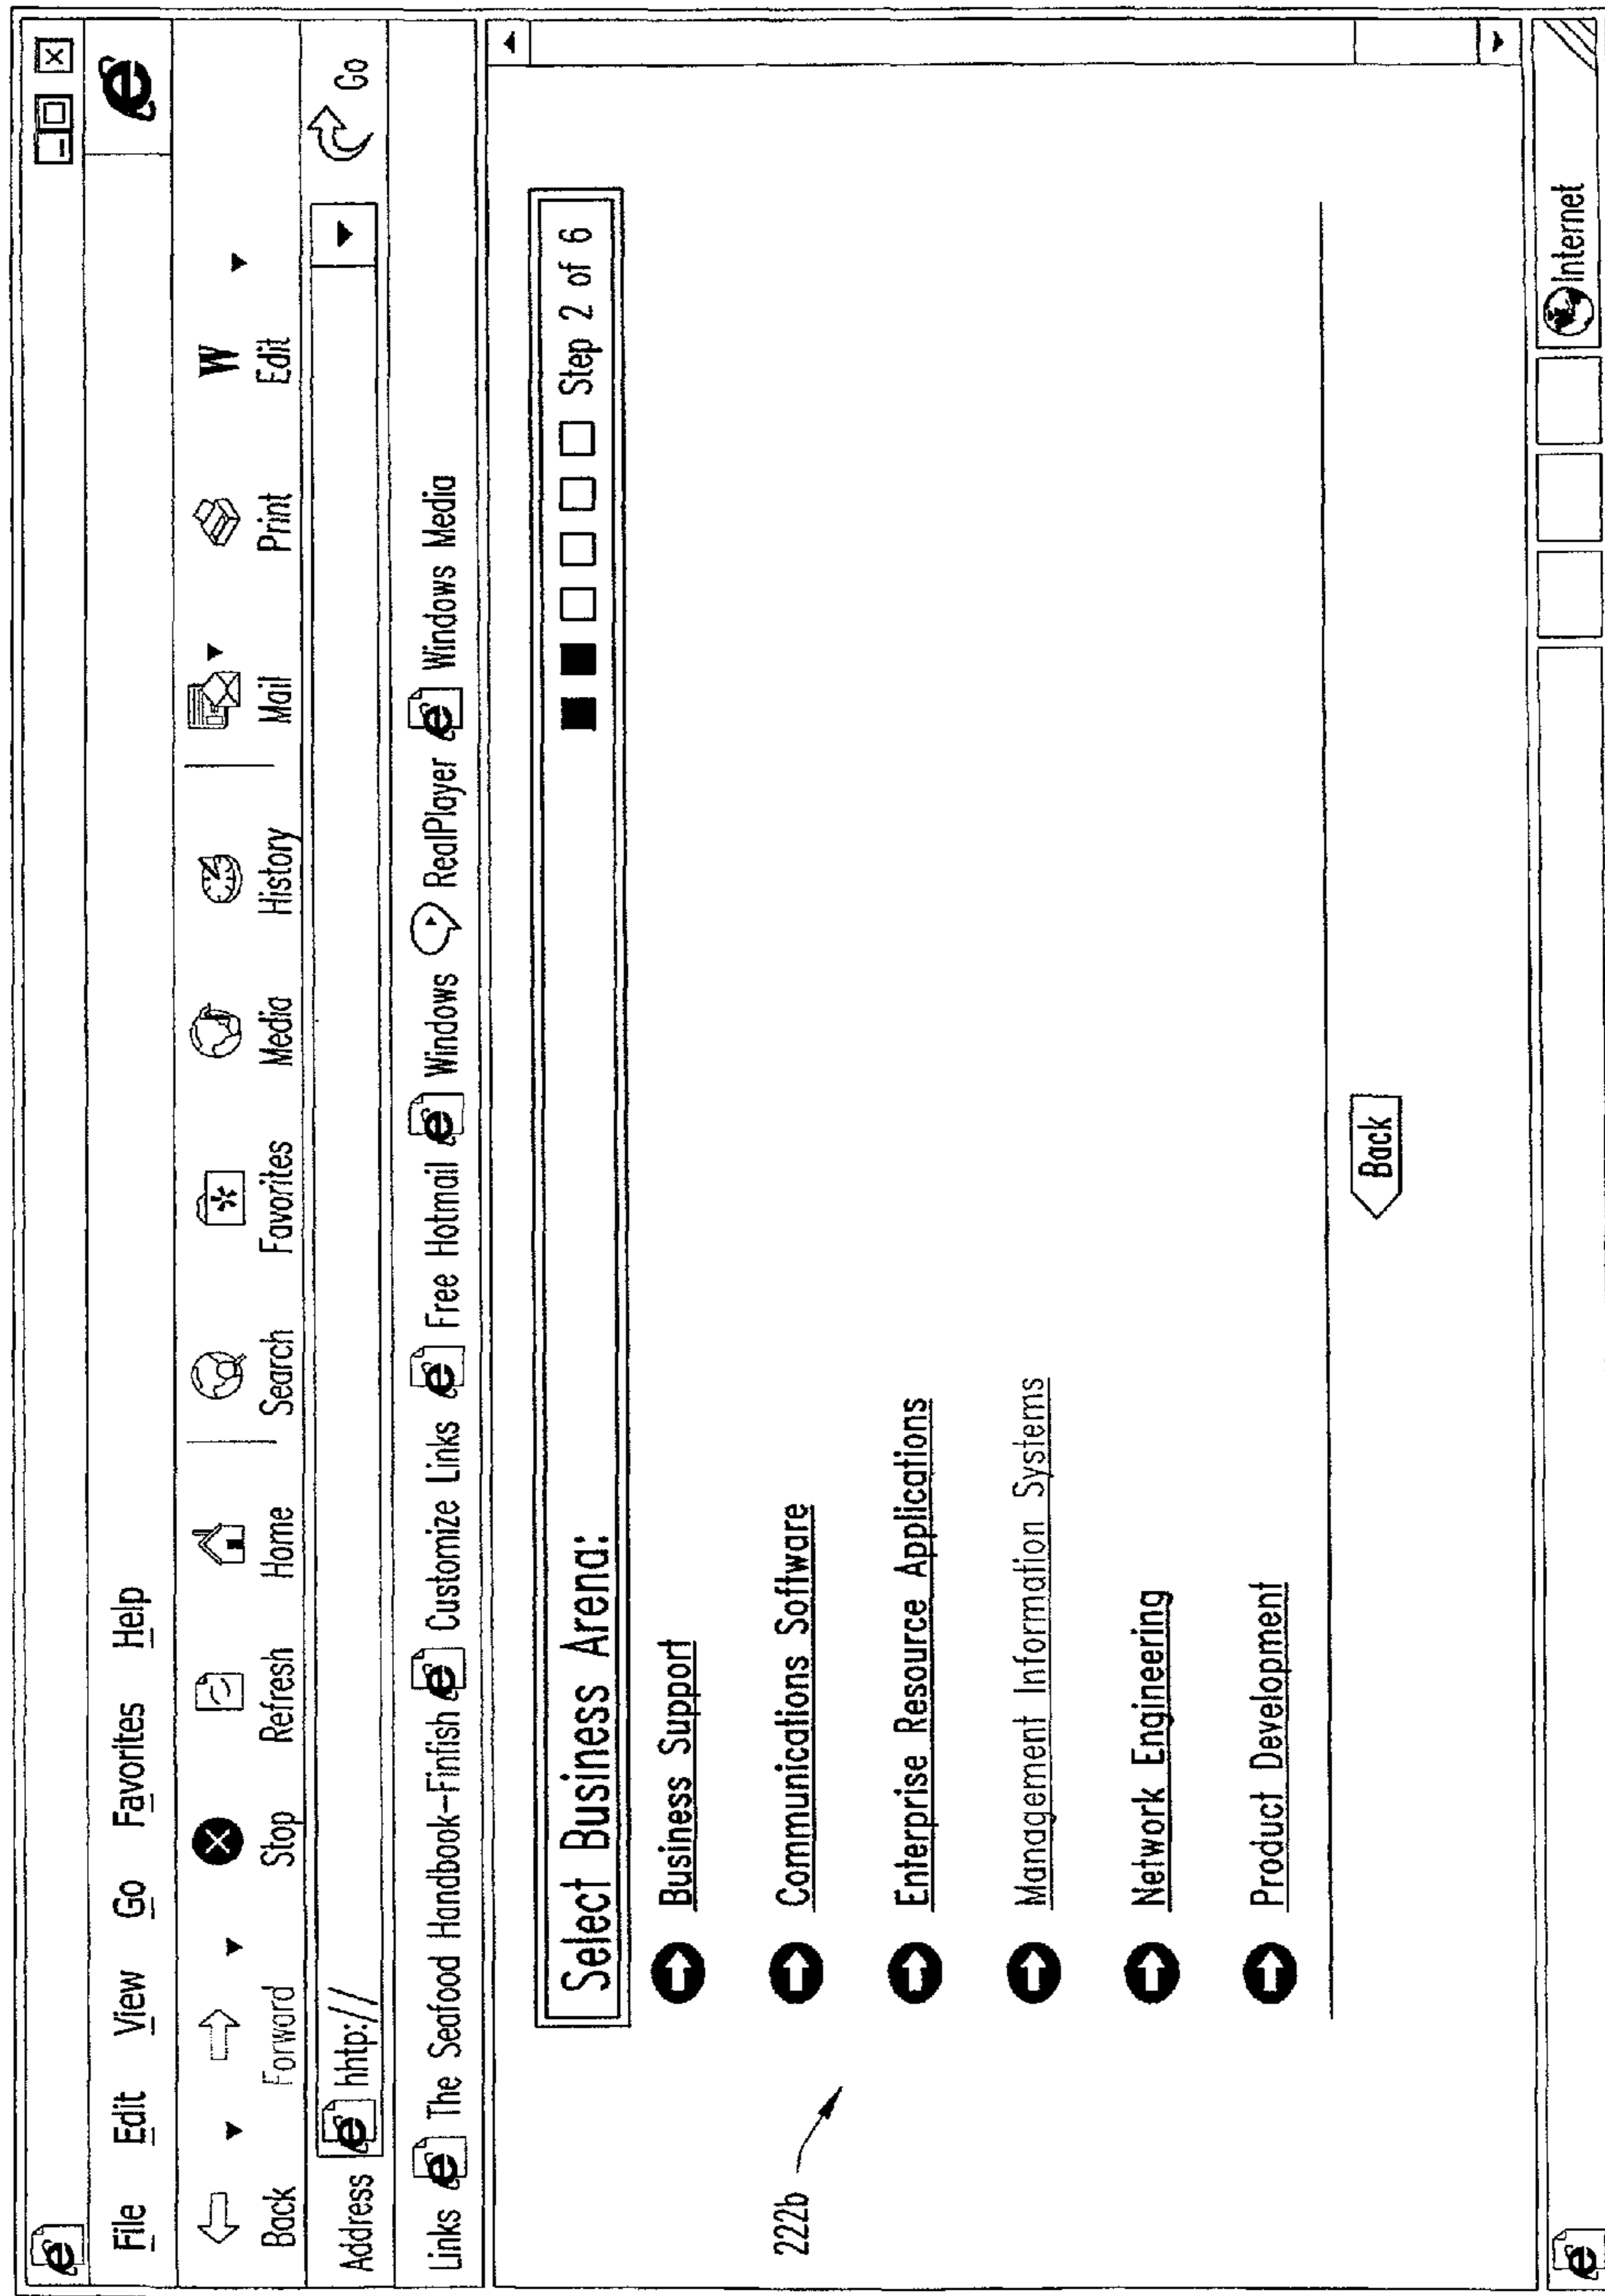 File Edit View Go Favorites Help
Back Forward Stop Refresh Home Search Favorites Media History Mail Print Edit
Address hhtp:// Go
Links The Seafood Handbook-Finfish Customize Links Free Hotmail Windows RealPlayer Windows Media
Select Business Arena: Step 2 of 6
Business Support
222b
Communications Software
Enterprise Resource Applications
Management Information Systems
Network Engineering
Product Development
Back
Internet